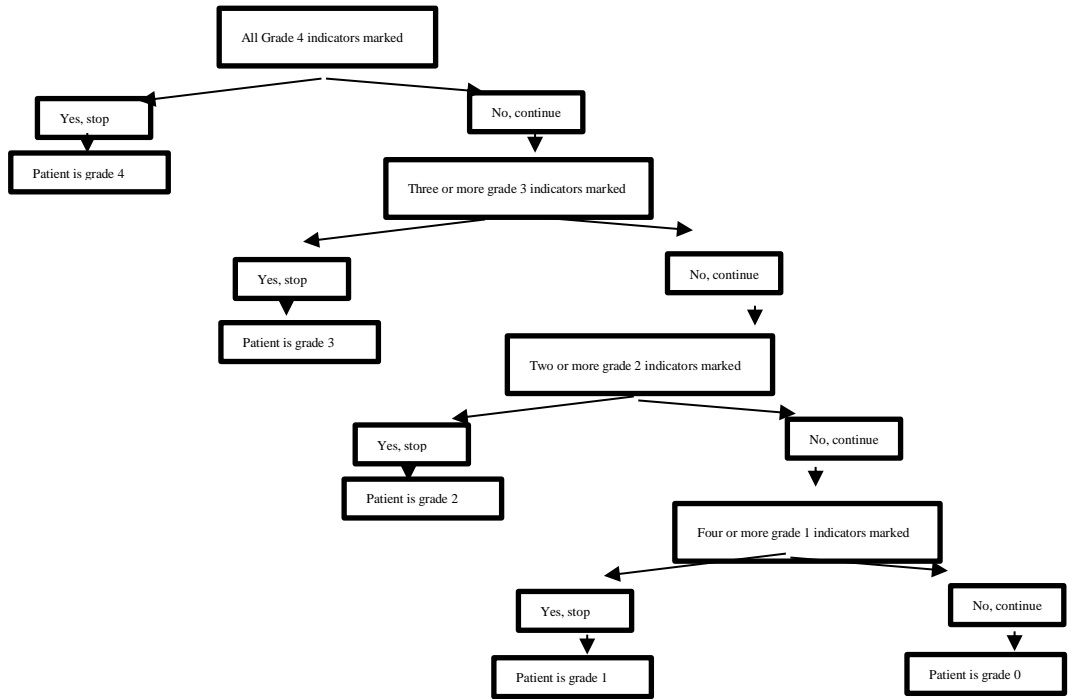 All Grade 4 indicators marked
Yes, stop
No, continue
Patient is grade 4
Three or more grade 3 indicators marked
Yes, stop
No, continue
Patient is grade 3
Two or more grade 2 indicators marked
Yes, stop
No, continue
Patient is grade 2
Four or more grade 1 indicators marked
Yes, stop
No, continue
Patient is grade 1
Patient is grade 0